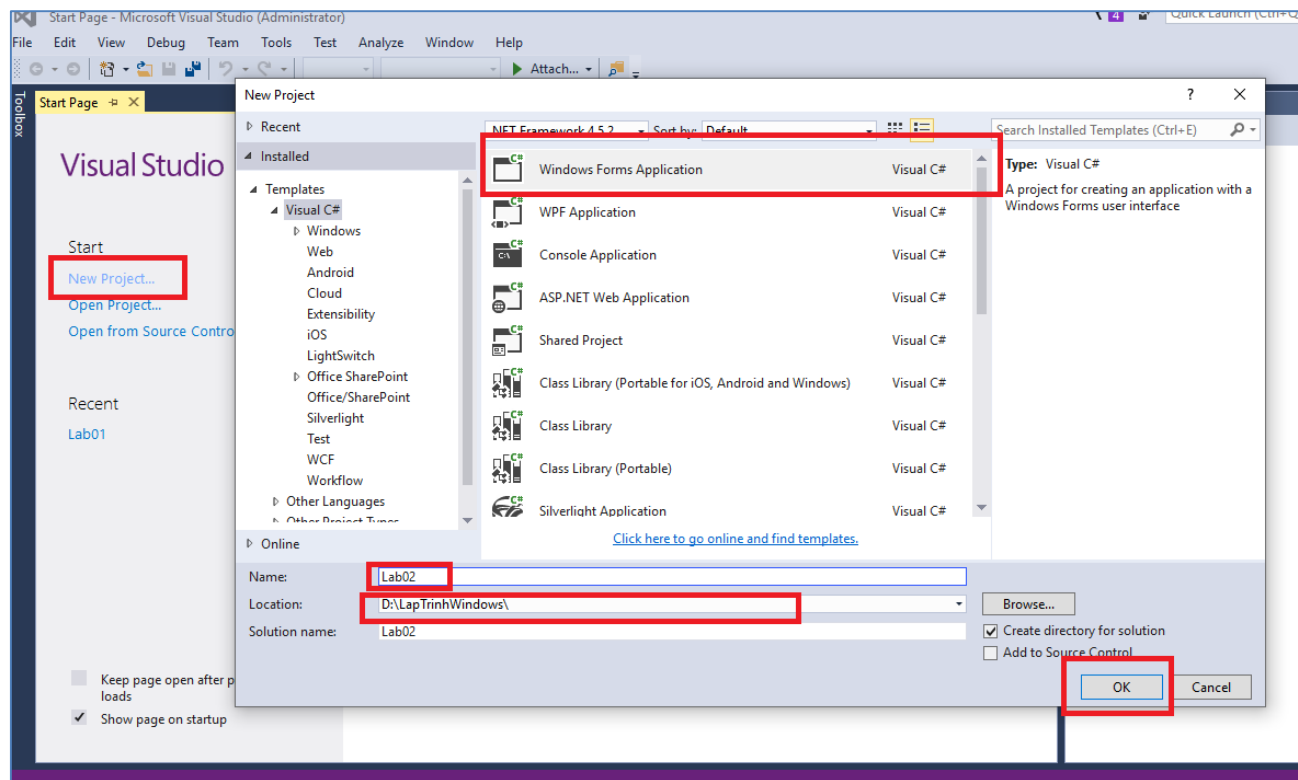 Start Page - Microsoft Visual Studio (Administrator)
4
Quick Launch (Ctrl+Q
File Edit View Debug Team Tools Test Analyze Window Help
Attach...
Toolbox
Start Page
Visual Studio
Start
New Project...
Open Project...
Open from Source Contro
Recent
Lab01
Keep page open after p
loads
Show page on startup
New Project
?
Recent
Installed
Templates
Visual C#
Windows
Web
Android
Cloud
Extensibility
iOS
LightSwitch
Office SharePoint
Office/SharePoint
Silverlight
Test
WCF
Workflow
Other Languages
Other Project Types
Online
.NET Framework 4.5.2 Sort by: Default
Search Installed Templates (Ctrl+E)
Windows Forms Application Visual C#
WPF Application Visual C#
Console Application Visual C#
ASP.NET Web Application Visual C#
Shared Project Visual C#
Class Library (Portable for iOS, Android and Windows) Visual C#
Class Library Visual C#
Class Library (Portable) Visual C#
Silverlight Application Visual C#
Click here to go online and find templates.
Type: Visual C#
A project for creating an application with a
Windows Forms user interface
Name: Lab02
Location: D:\LapTrinhWindows\
Browse...
Solution name: Lab02
Create directory for solution
Add to Source Control
OK Cancel